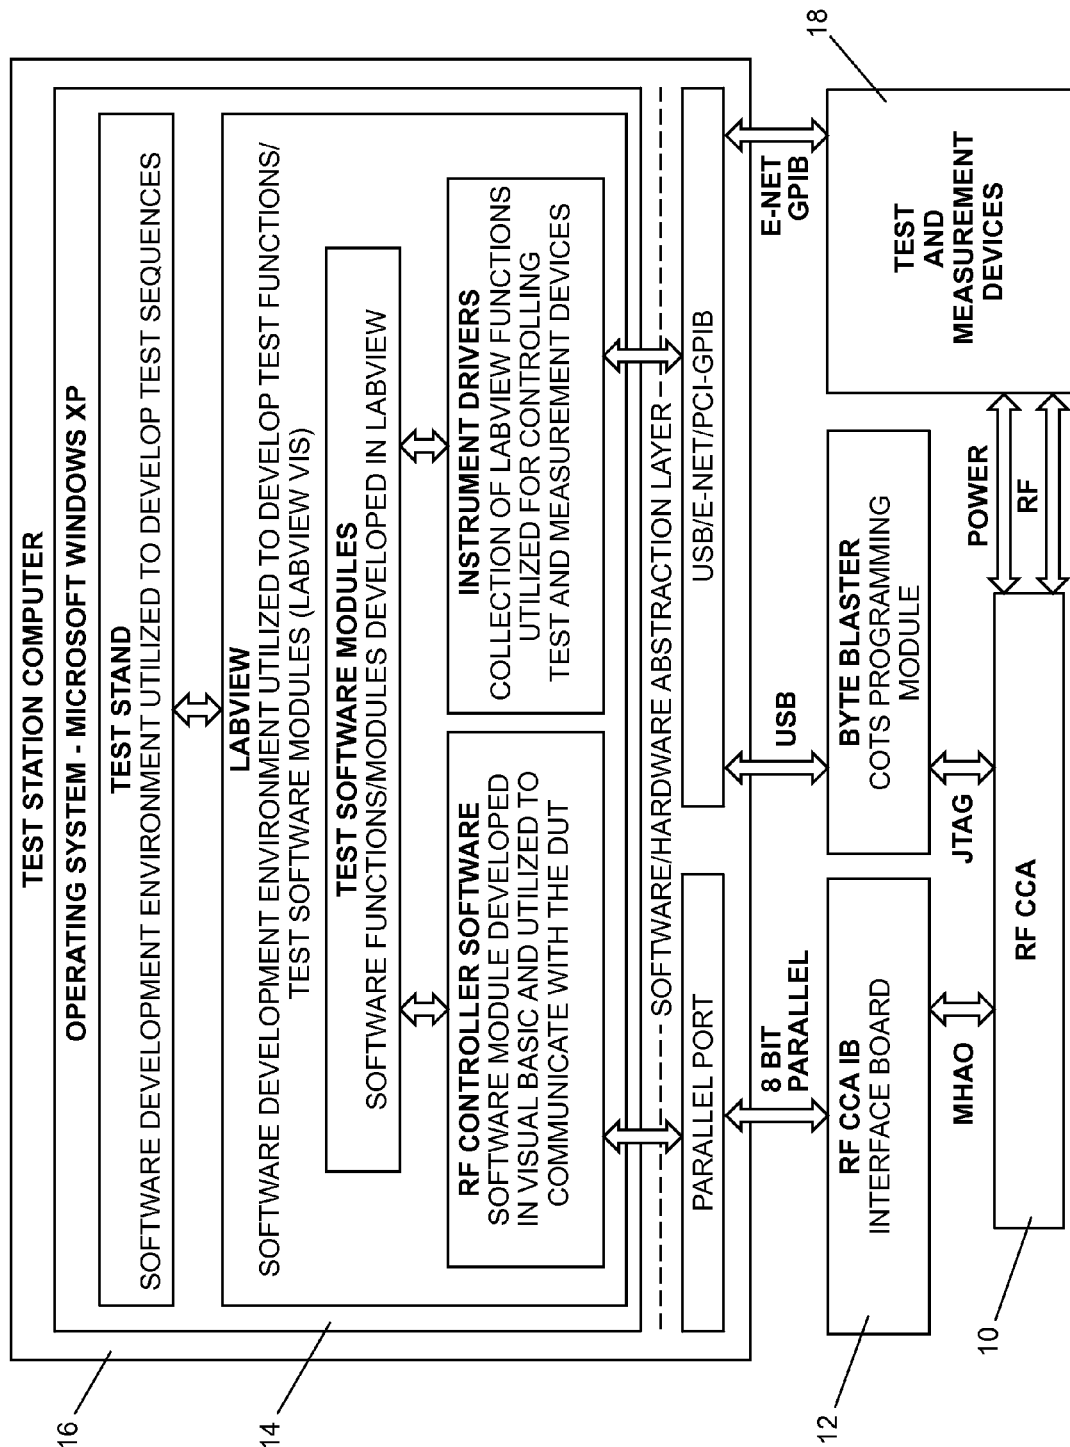 TEST STATION COMPUTER
OPERATING SYSTEM - MICROSOFT WINDOWS XP
TEST STAND
SOFTWARE DEVELOPMENT ENVIRONMENT UTILIZED TO DEVELOP TEST SEQUENCES
LABVIEW
SOFTWARE DEVELOPMENT ENVIRONMENT UTILIZED TO DEVELOP TEST FUNCTIONS/
TEST SOFTWARE MODULES (LABVIEW VIS)
TEST SOFTWARE MODULES
SOFTWARE FUNCTIONS/MODULES DEVELOPED IN LABVIEW
RF CONTROLLER SOFTWARE
SOFTWARE MODULE DEVELOPED
IN VISUAL BASIC AND UTILIZED TO
COMMUNICATE WITH THE DUT
INSTRUMENT DRIVERS
COLLECTION OF LABVIEW FUNCTIONS
UTILIZED FOR CONTROLLING
TEST AND MEASUREMENT DEVICES
SOFTWARE/HARDWARE ABSTRACTION LAYER
PARALLEL PORT
USB/E-NET/PCI-GPIB
8 BIT
PARALLEL
USB
E-NET
GPIB
RF CCA IB
INTERFACE BOARD
BYTE BLASTER
COTS PROGRAMMING
MODULE
TEST
AND
MEASUREMENT
DEVICES
MHAO
JTAG
POWER
RF
RF CCA
16
14
12
10
18